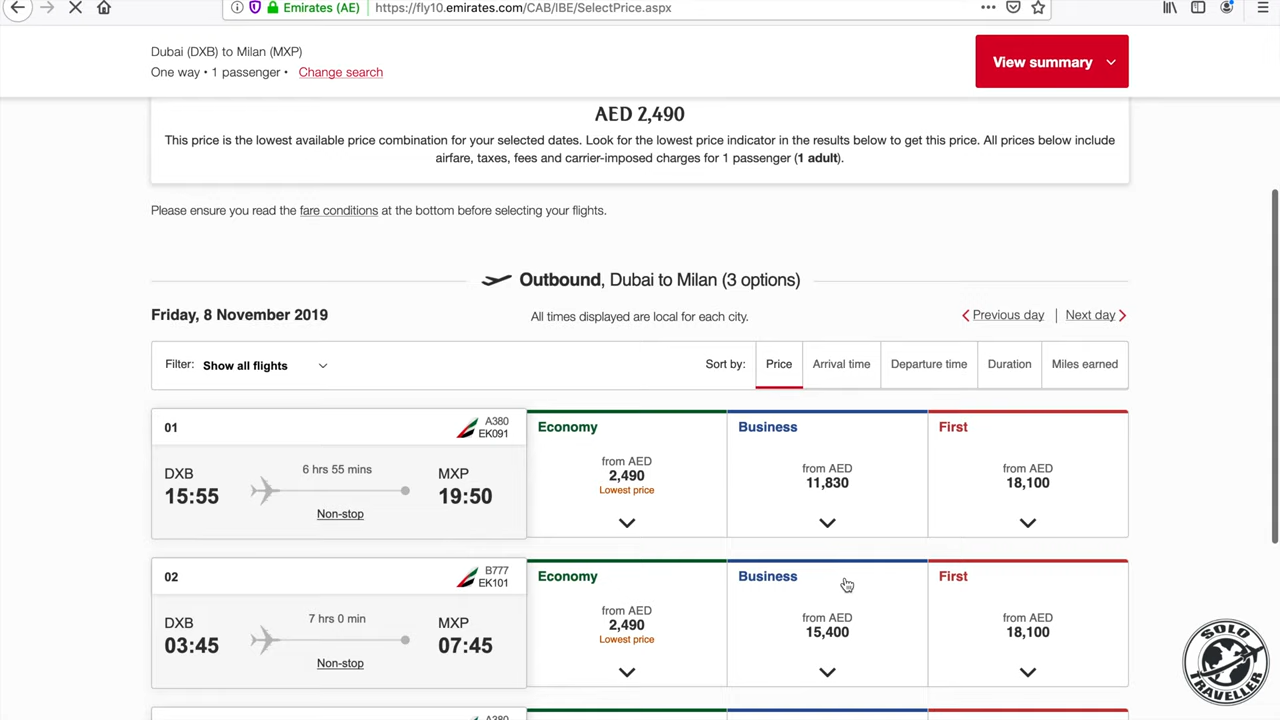 Emirates (AE)
https://fly10.emirates.com/CAB/IBE/SelectPrice.aspx
Dubai (DXB) to Milan (MXP)
One way • 1 passenger • Change search
View summary
AED 2,490
This price is the lowest available price combination for your selected dates. Look for the lowest price indicator in the results below to get this price. All prices below include
airfare, taxes, fees and carrier-imposed charges for 1 passenger (1 adult).
Please ensure you read the fare conditions at the bottom before selecting your flights.
Outbound, Dubai to Milan (3 options)
Friday, 8 November 2019
All times displayed are local for each city.
Previous day | Next day
Filter: Show all flights
Sort by: Price Arrival time Departure time Duration Miles earned
01
A380
EK091
DXB
15:55
6 hrs 55 mins
Non-stop
MXP
19:50
Economy
from AED
2,490
Lowest price
Business
from AED
11,830
First
from AED
18,100
02
B777
EK101
DXB
03:45
7 hrs 0 min
Non-stop
MXP
07:45
Economy
from AED
2,490
Lowest price
Business
from AED
15,400
First
from AED
18,100
SOLO
TRAVELLER